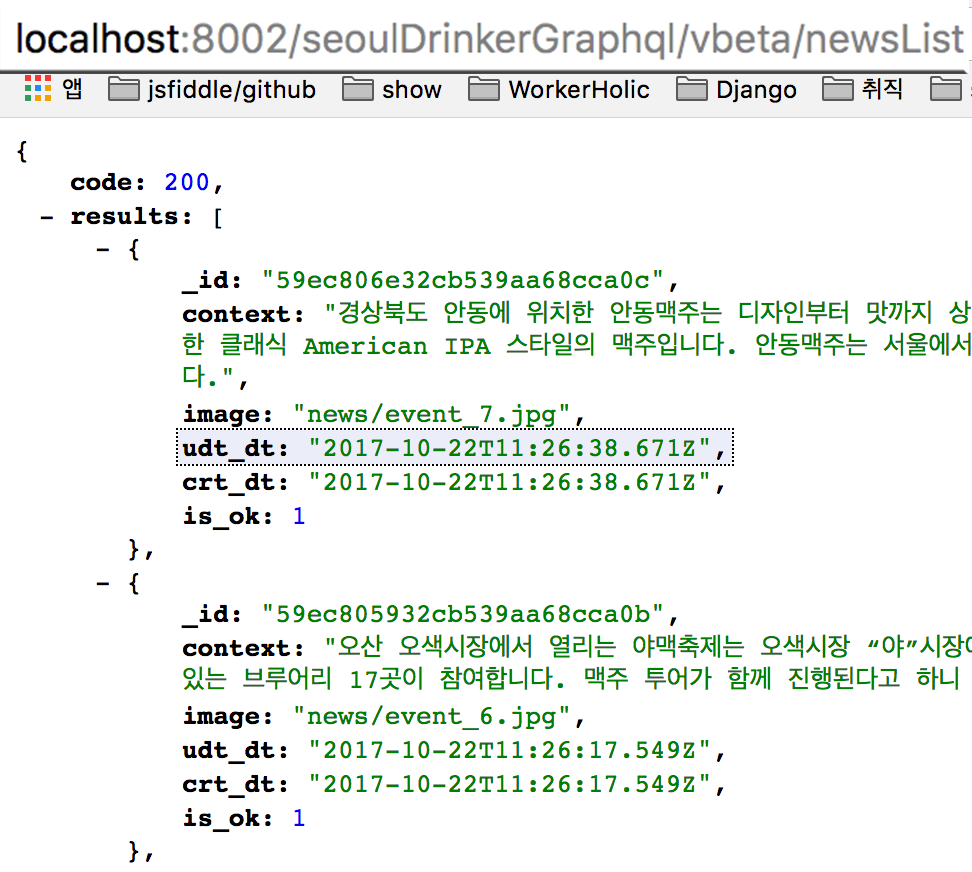 localhost:8002/seoulDrinkerGraphql/vbeta/newsList
앱 jsfiddle/github show WorkerHolic Django 취직
{
code: 200,
– results: [
– {
_id: "59ec806e32cb539aa68cca0c",
context: "경상북도 안동에 위치한 안동맥주는 디자인부터 맛까지 상
한 클래식 American IPA 스타일의 맥주입니다. 안동맥주는 서울에서
다.",
image: "news/event_7.jpg",
udt_dt: "2017-10-22T11:26:38.671Z",
crt_dt: "2017-10-22T11:26:38.671Z",
is_ok: 1
},
– {
_id: "59ec805932cb539aa68cca0b",
context: "오산 오색시장에서 열리는 야맥축제는 오색시장 “야”시장
있는 브루어리 17곳이 참여합니다. 맥주 투어가 함께 진행된다고 하니
image: "news/event_6.jpg",
udt_dt: "2017-10-22T11:26:17.549Z",
crt_dt: "2017-10-22T11:26:17.549Z",
is_ok: 1
},